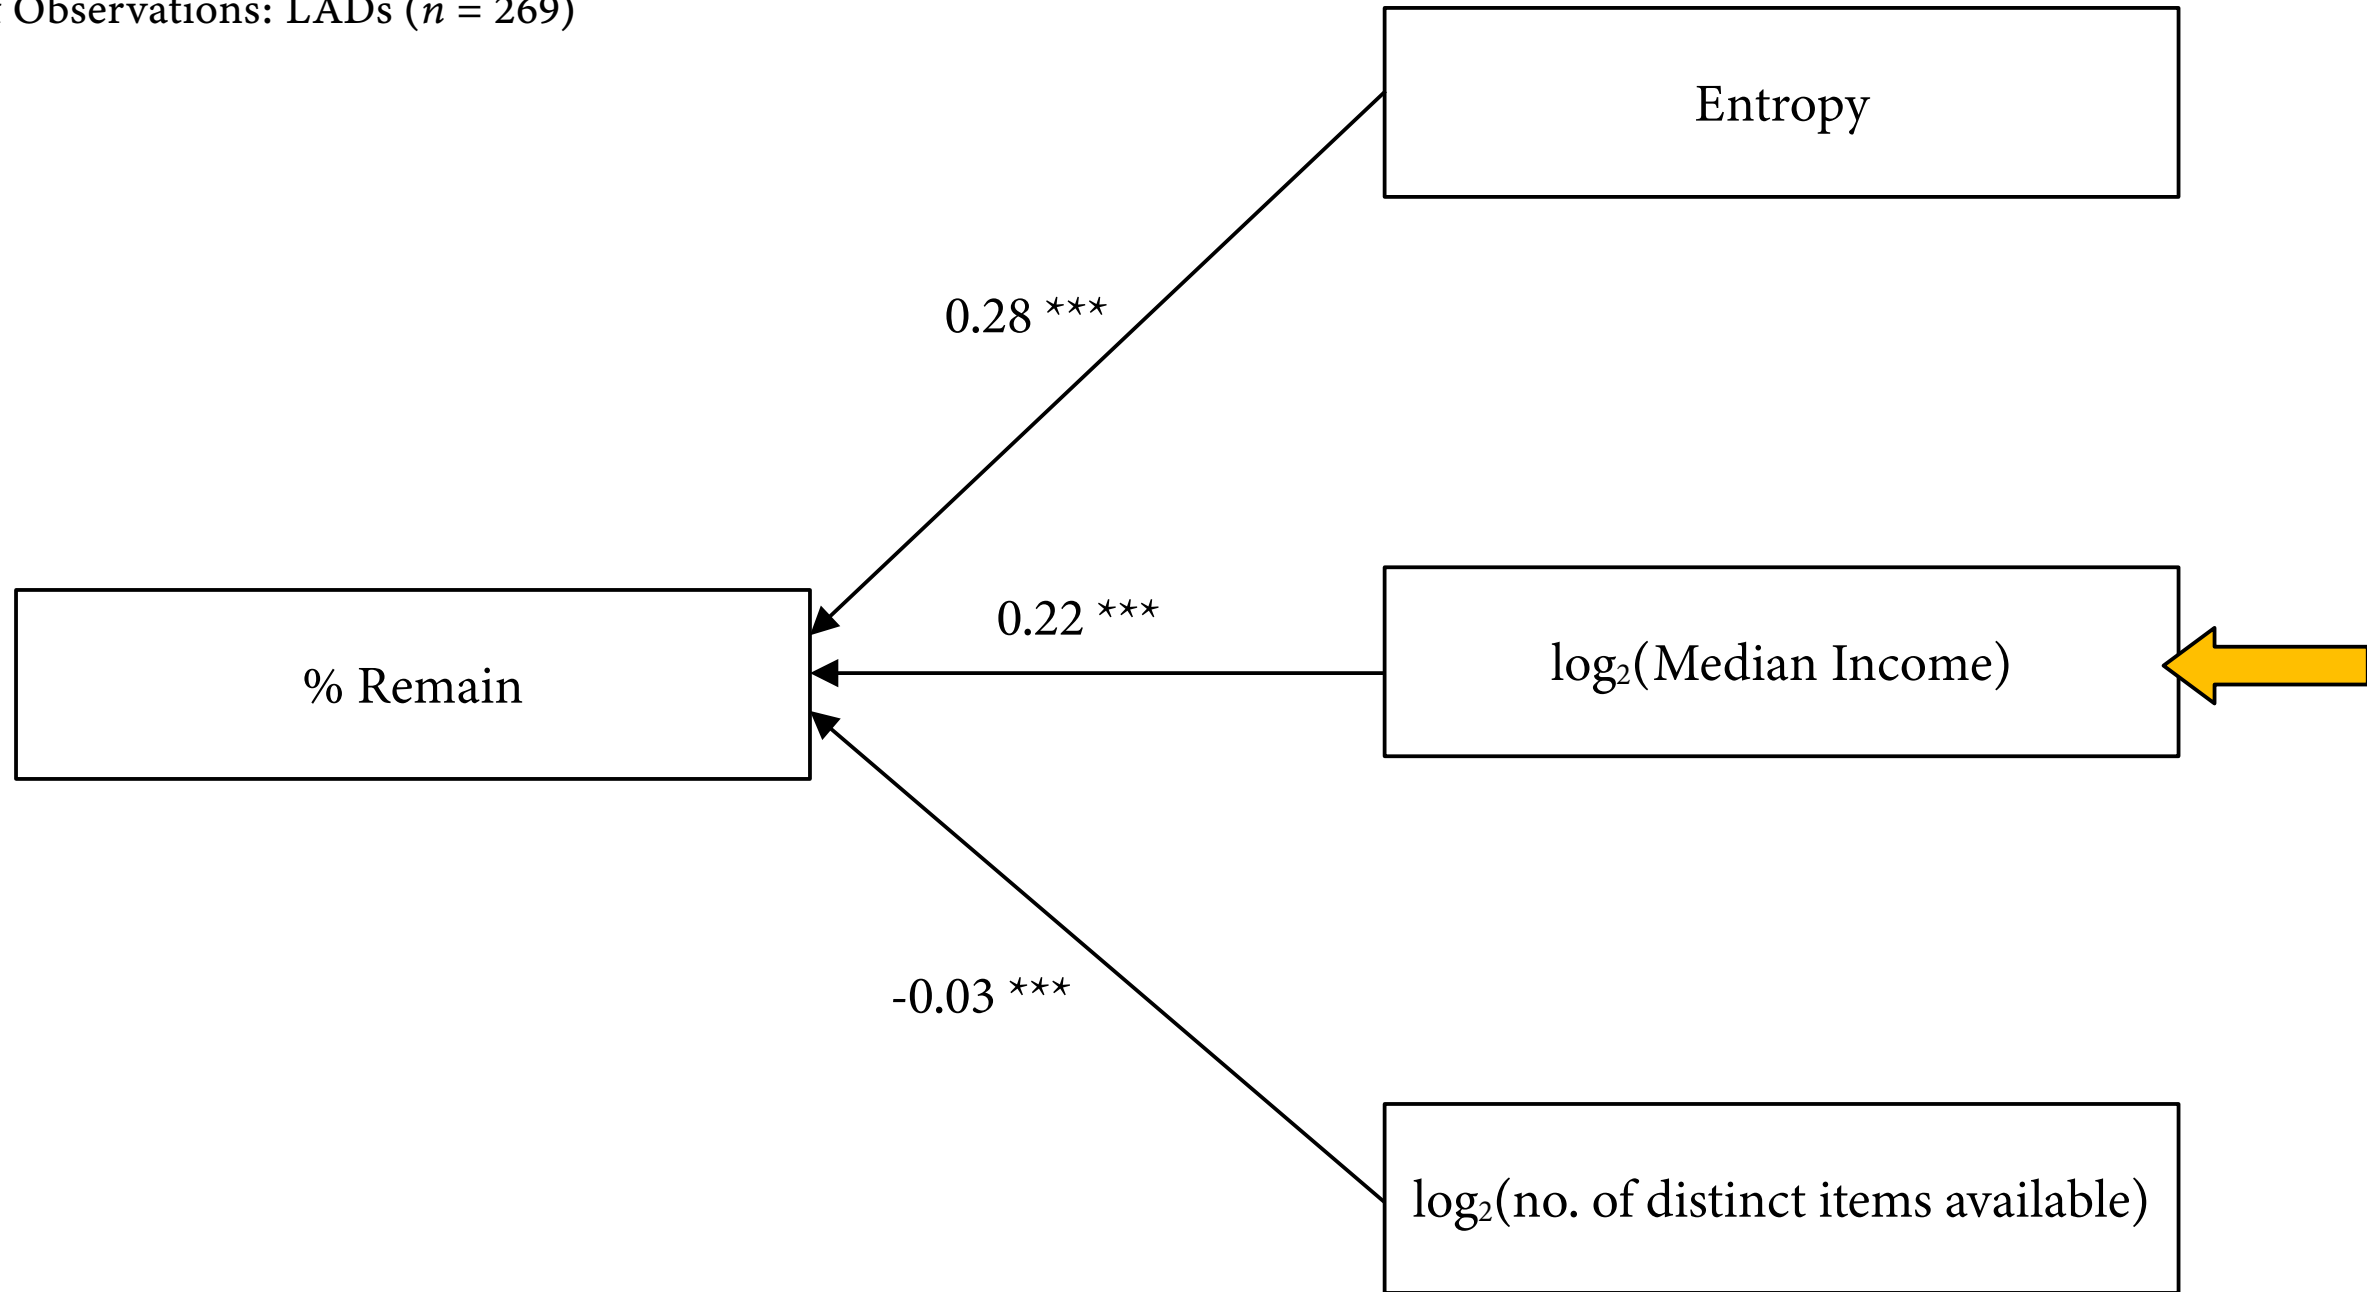 Observations: LADs (n = 269)
Entropy
0.28 ***
0.22 ***
% Remain
log₂(Median Income)
-0.03 ***
log₂(no. of distinct items available)